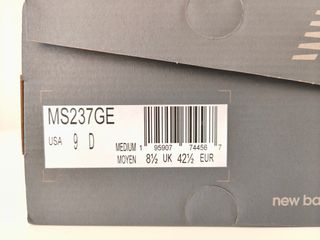 MS237GE
USA 9 D
MEDIUM 1 95907 74458 7
MOYEN 8½ UK 42½ EUR
new ba